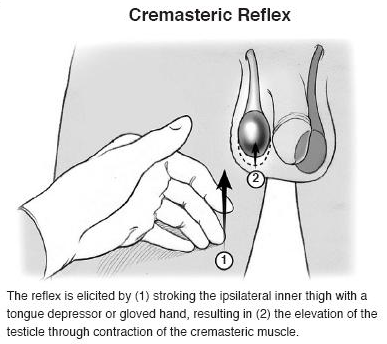 Cremasteric Reflex
2
1
The reflex is elicited by (1) stroking the ipsilateral inner thigh with a
tongue depressor or gloved hand, resulting in (2) the elevation of the
testicle through contraction of the cremasteric muscle.